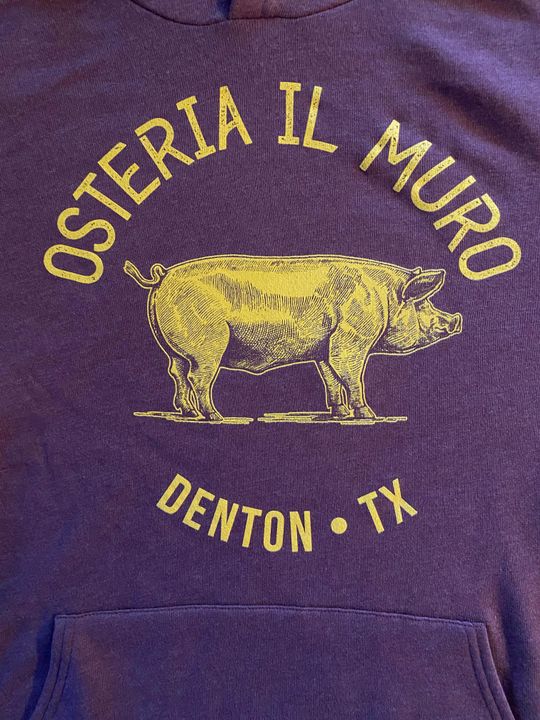 OSTERIA IL MURO
DENTON • TX